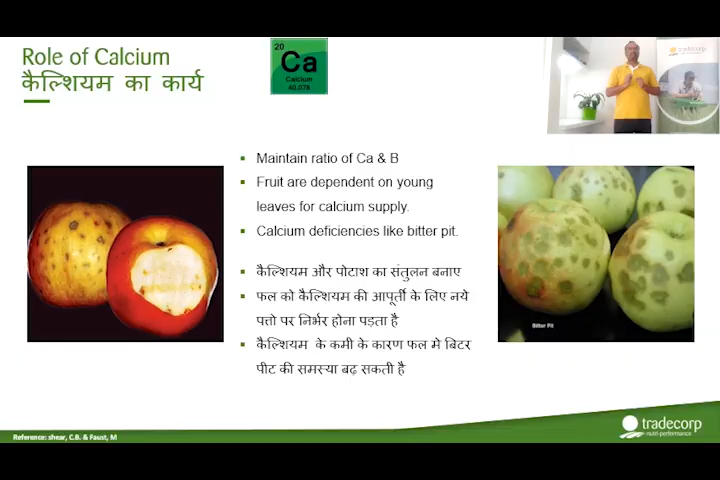 Role of Calcium
कैल्शियम का कार्य
20
Ca
Calcium
40.078
tradecorp
Maintain ratio of Ca & B
Fruit are dependent on young
leaves for calcium supply.
Calcium deficiencies like bitter pit.
कैल्शियम और पोटाश का संतुलन बनाए
फल को कैल्शियम की आपूर्ती के लिए नये
पत्तो पर निर्भर होना पड़ता है
कैल्शियम के कमी के कारण फल मे बिटर
पीट की समस्या बढ़ सकती है
Bitter Pit
Reference: shear, C.B. & Faust, M
tradecorp
nutri-performance